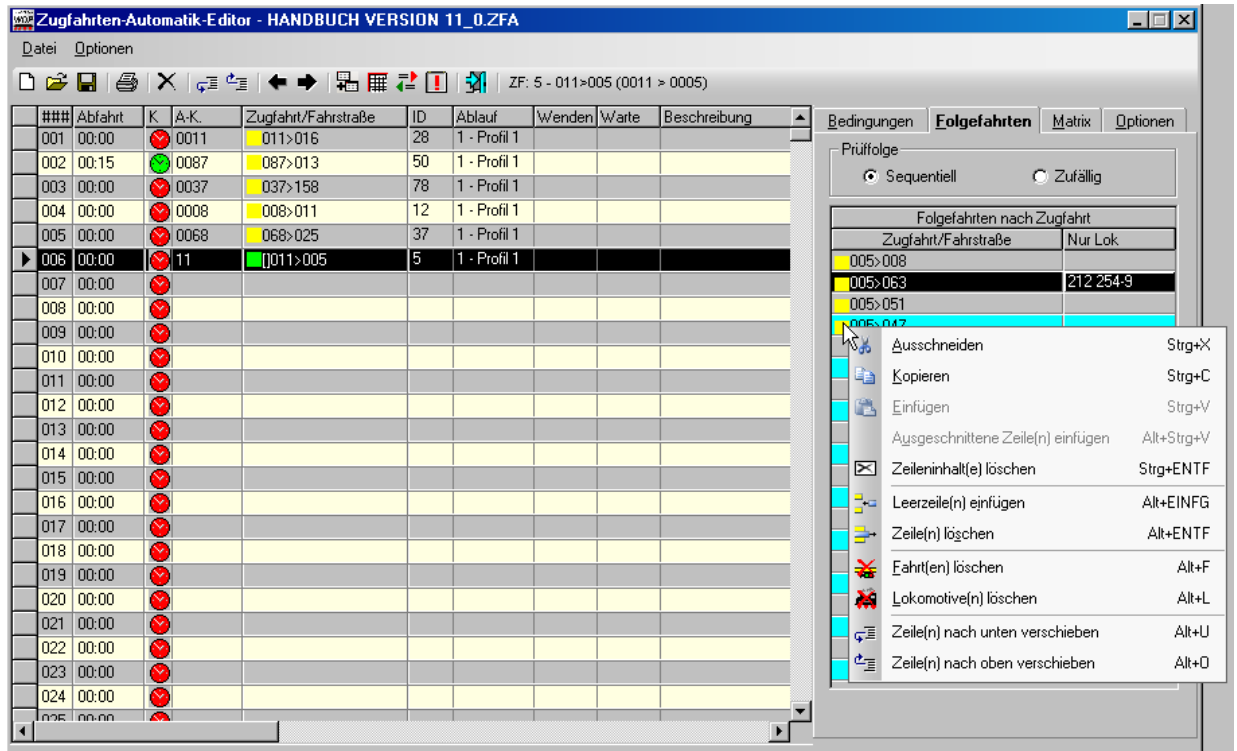 Zugfahrten-Automatik-Editor - HANDBUCH VERSION 11_0.ZFA
Datei Optionen
ZF: 5 - 011>005 (0011 > 0005)
### Abfahrt K A-K. Zugfahrt/Fahrstraße ID Ablauf Wenden Warte Beschreibung
001 00:00 0011 011>016 28 1 - Profil 1
002 00:15 0087 087>013 50 1 - Profil 1
003 00:00 0037 037>158 78 1 - Profil 1
004 00:00 0008 008>011 12 1 - Profil 1
005 00:00 0068 068>025 37 1 - Profil 1
006 00:00 11 []011>005 5 1 - Profil 1
007 00:00
008 00:00
009 00:00
010 00:00
011 00:00
012 00:00
013 00:00
014 00:00
015 00:00
016 00:00
017 00:00
018 00:00
019 00:00
020 00:00
021 00:00
022 00:00
023 00:00
024 00:00
025 00:00
Bedingungen Folgefahrten Matrix Optionen
Prüffolge
Sequentiell Zufällig
Folgefahrten nach Zugfahrt
Zugfahrt/Fahrstraße Nur Lok
005>008
005>063 212 254-9
005>051
005>047
Ausschneiden Strg+X
Kopieren Strg+C
Einfügen Strg+V
Ausgeschnittene Zeile(n) einfügen Alt+Strg+V
Zeileninhalt(e) löschen Strg+ENTF
Leerzeile(n) einfügen Alt+EINFG
Zeile(n) löschen Alt+ENTF
Fahrt(en) löschen Alt+F
Lokomotive(n) löschen Alt+L
Zeile(n) nach unten verschieben Alt+U
Zeile(n) nach oben verschieben Alt+O